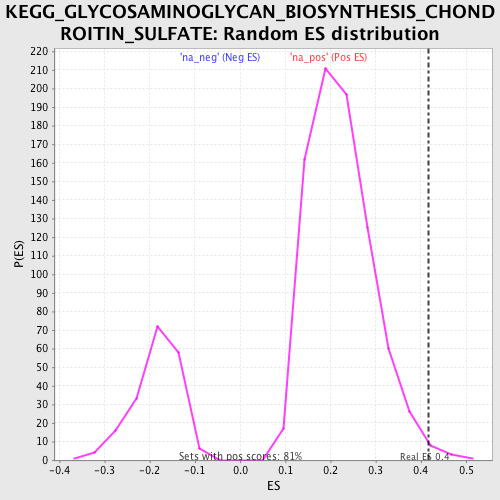 KEGG_GLYCOSAMINOGLYCAN_BIOSYNTHESIS_CHOND
ROITIN_SULFATE: Random ES distribution
'na_neg' (Neg ES) 'na_pos' (Pos ES)
220
210
200
190
180
170
160
150
140
130
120
110
100
90
80
70
60
50
40
30
20
10
0
P(ES)
Sets with pos scores: 81%
Real ES 0.4
-0.4 -0.3 -0.2 -0.1 0.0 0.1 0.2 0.3 0.4 0.5
ES